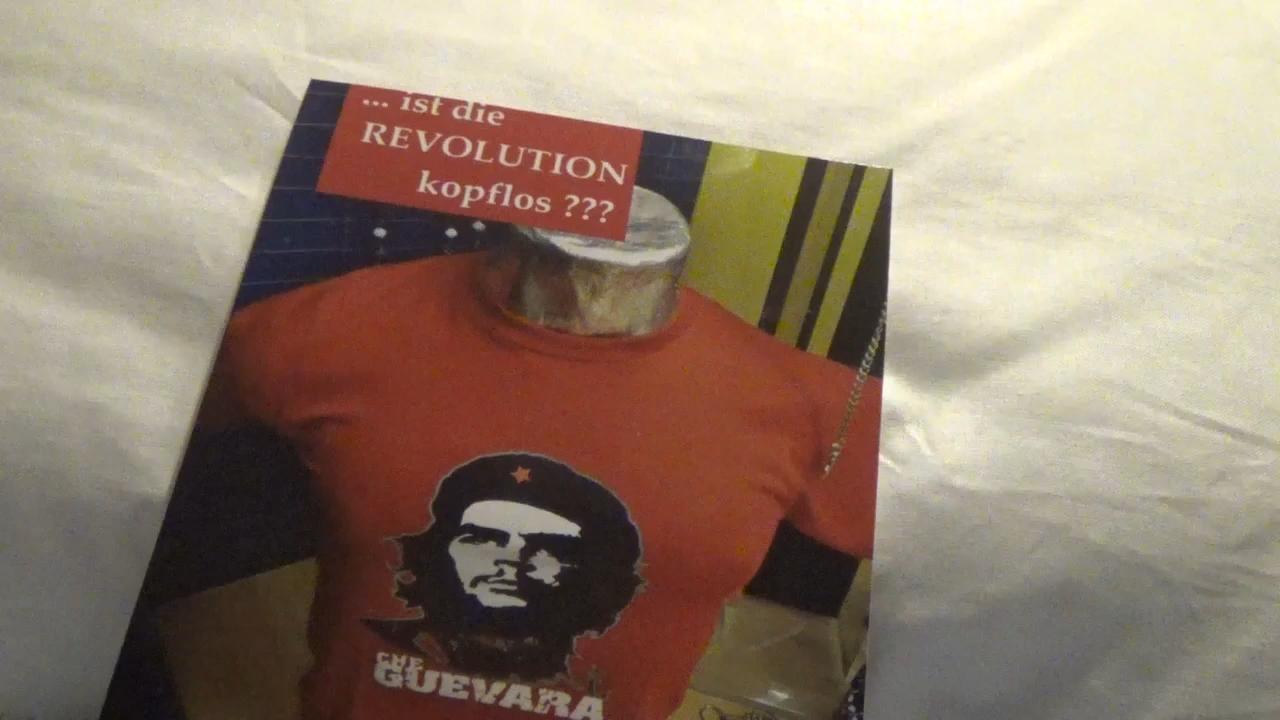 ... ist die
REVOLUTION
kopflos ???
CHE
GUEVARA